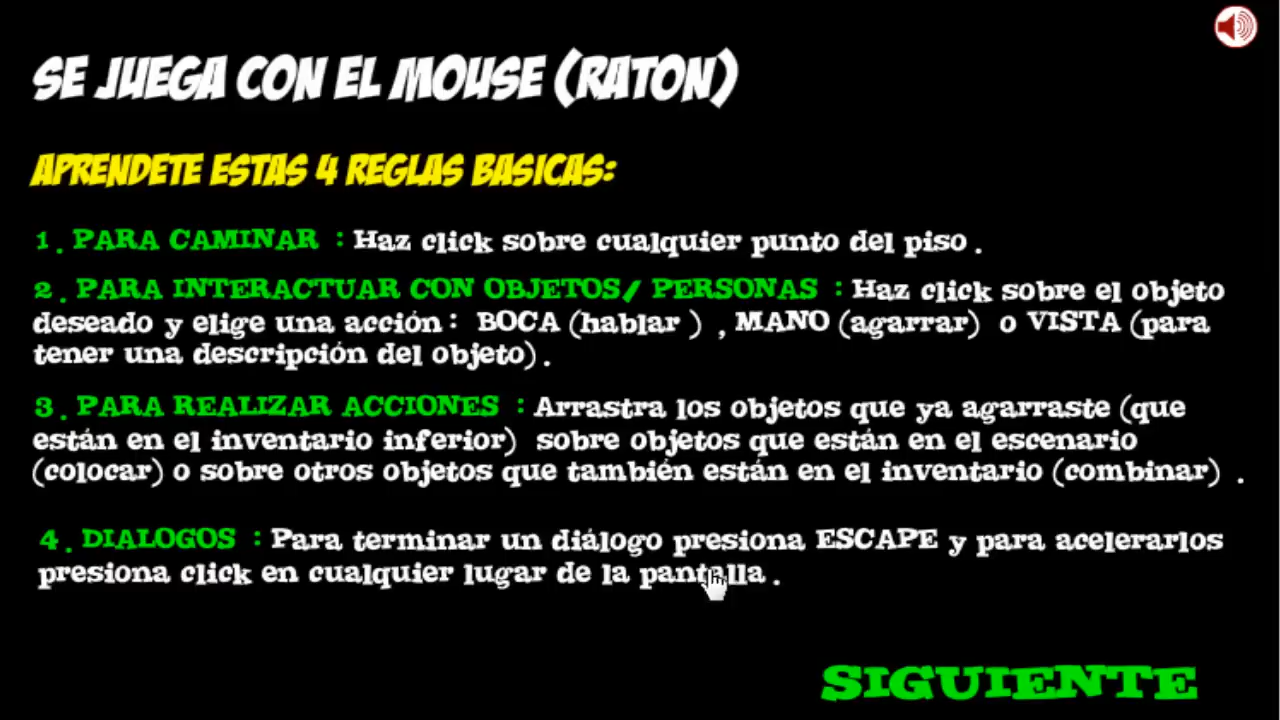 SE JUEGA CON EL MOUSE (RATON)
APRENDETE ESTAS 4 REGLAS BASICAS:
1. PARA CAMINAR : Haz click sobre cualquier punto del piso.
2. PARA INTERACTUAR CON OBJETOS/ PERSONAS : Haz click sobre el objeto
deseado y elige una acción: BOCA (hablar ) , MANO (agarrar) o VISTA (para
tener una descripción del objeto).
3. PARA REALIZAR ACCIONES : Arrastra los objetos que ya agarraste (que
están en el inventario inferior) sobre objetos que están en el escenario
(colocar) o sobre otros objetos que también están en el inventario (combinar) .
4. DIALOGOS : Para terminar un diálogo presiona ESCAPE y para acelerarlos
presiona click en cualquier lugar de la pantalla.
SIGUIENTE